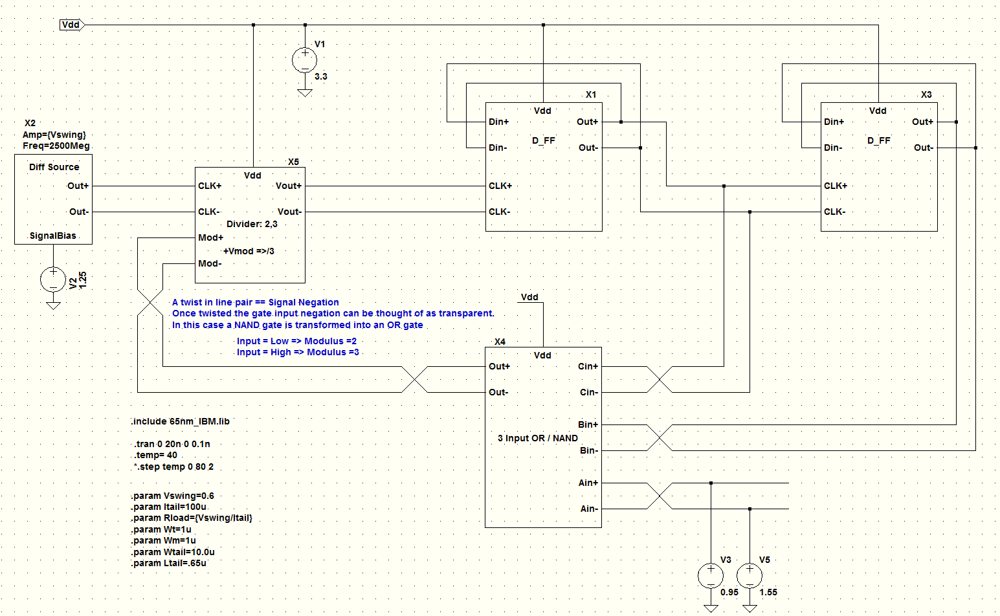 Vdd
V1
3.3
X2
Amp={Vswing}
Freq=2500Meg
Diff Source
Out+
Out-
SignalBias
V2
1.25
X5
Vdd
CLK+
Vout+
CLK-
Vout-
Divider: 2,3
Mod+
+Vmod =>/3
Mod-
X1
Vdd
Din+
Out+
D_FF
Din-
Out-
CLK+
CLK-
X3
Vdd
Din+
Out+
D_FF
Din-
Out-
CLK+
CLK-
A twist in line pair == Signal Negation
Once twisted the gate input negation can be thought of as transparent.
In this case a NAND gate is transformed into an OR gate
Input = Low => Modulus =2
Input = High => Modulus =3
Vdd
X4
Vdd
Out+
Cin+
Out-
Cin-
Bin+
3 Input OR / NAND
Bin-
Ain+
Ain-
.include 65nm_IBM.lib
.tran 0 20n 0 0.1n
.temp= 40
*.step temp 0 80 2
.param Vswing=0.6
.param Itail=100u
.param Rload={Vswing/Itail}
.param Wt=1u
.param Wm=1u
.param Wtail=10.0u
.param Ltail=.65u
V3
0.95
V5
1.55